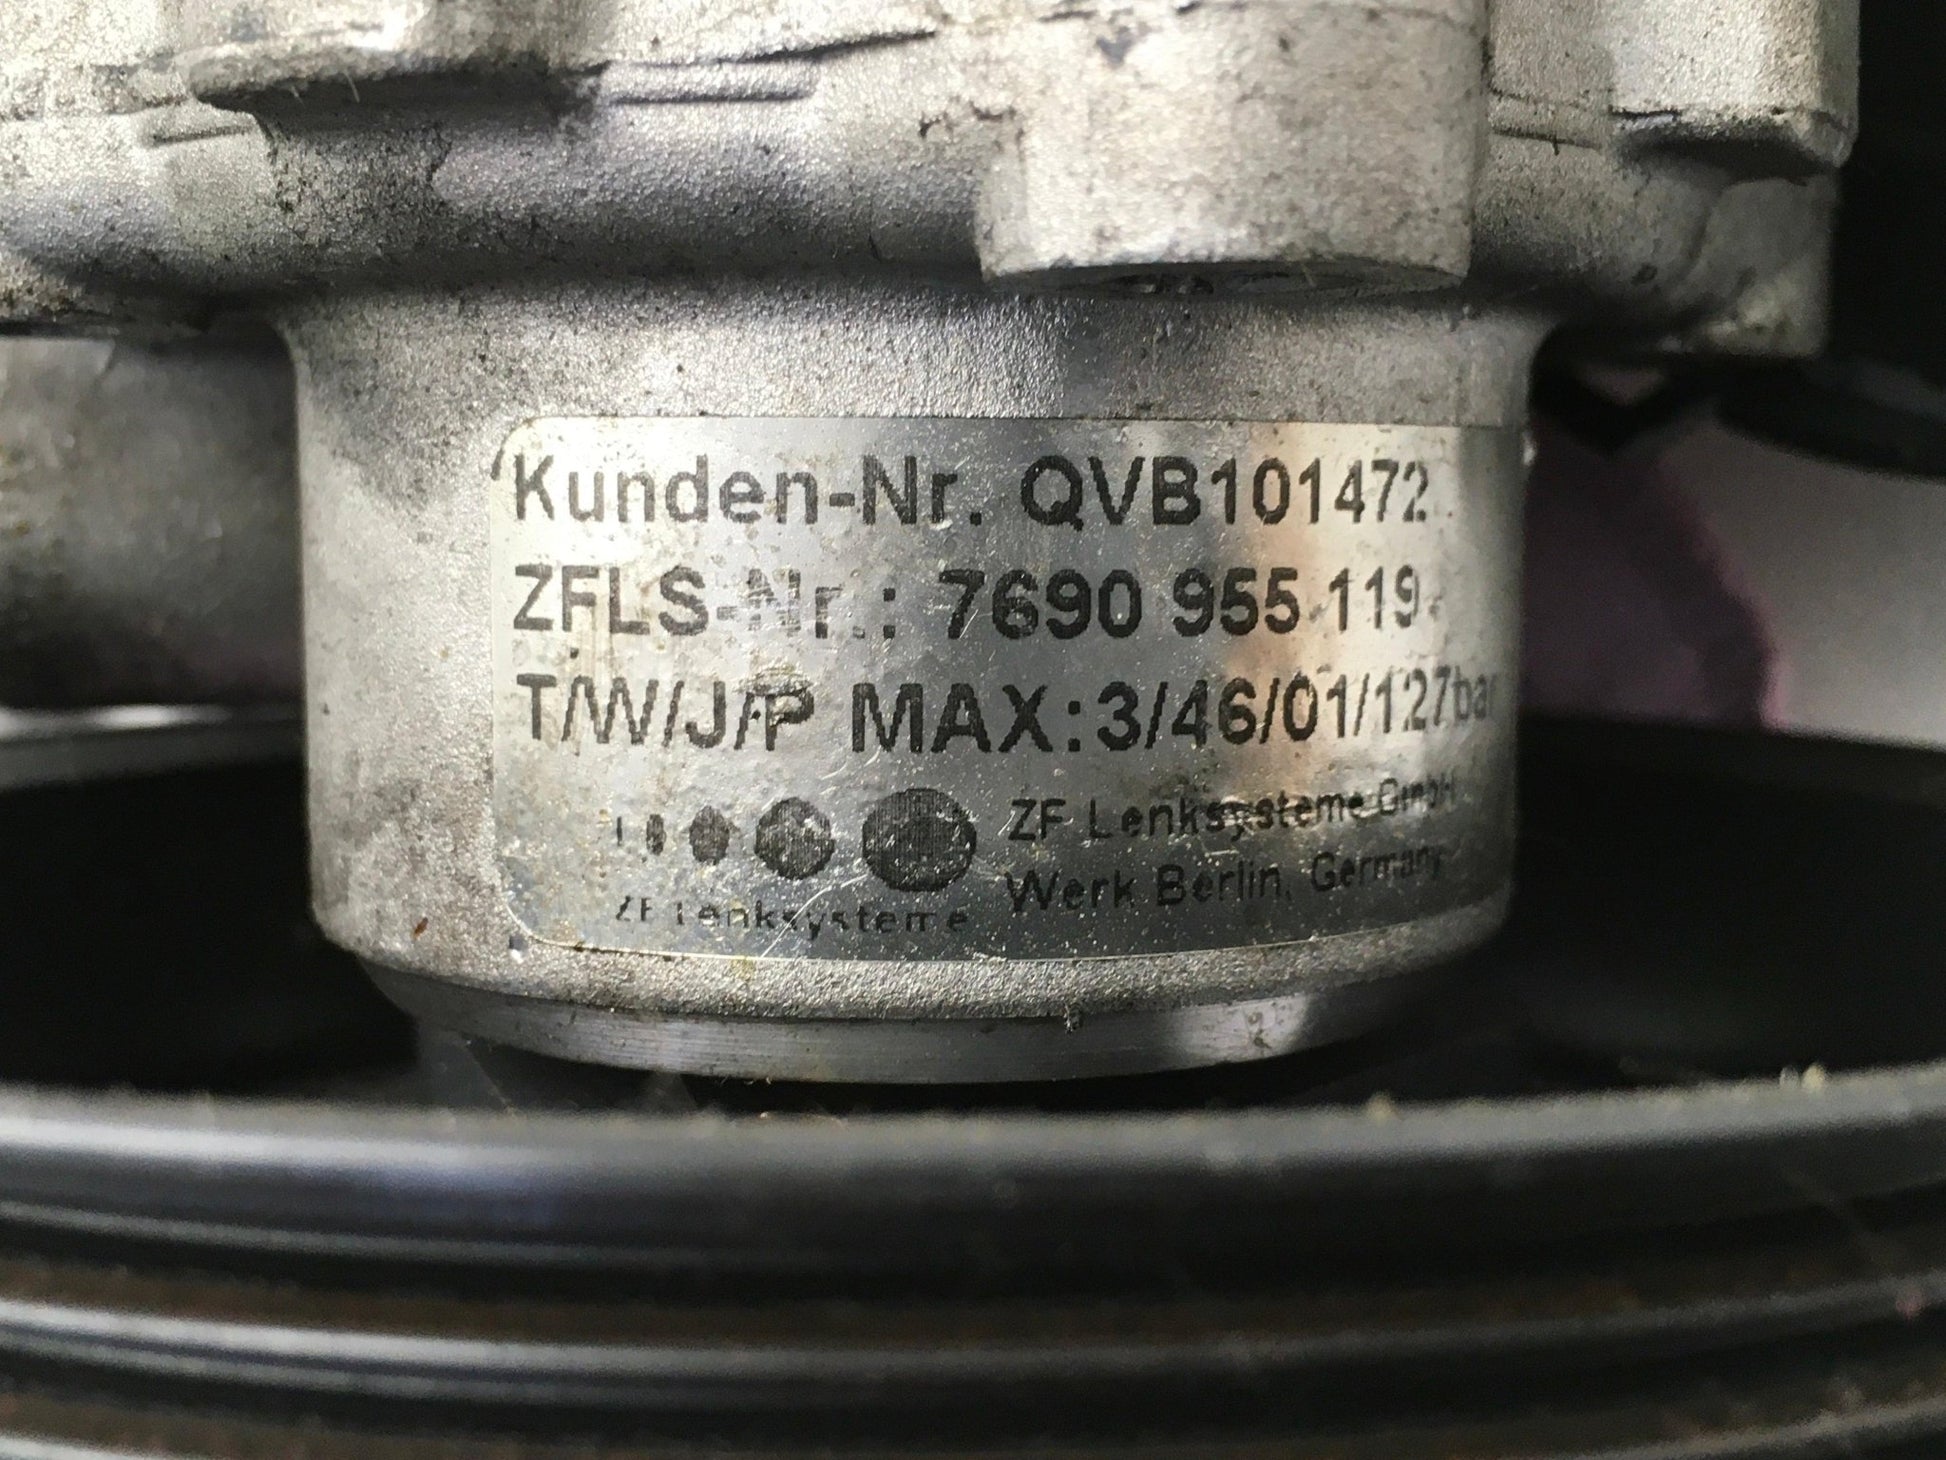 Kunden-Nr. QVB101472
ZFLS-Nr.: 7690 955 119
T/W/J/P MAX:3/46/01/127bar
ZF Lenksysteme GmbH
Werk Berlin, Germany
ZF Lenksysteme